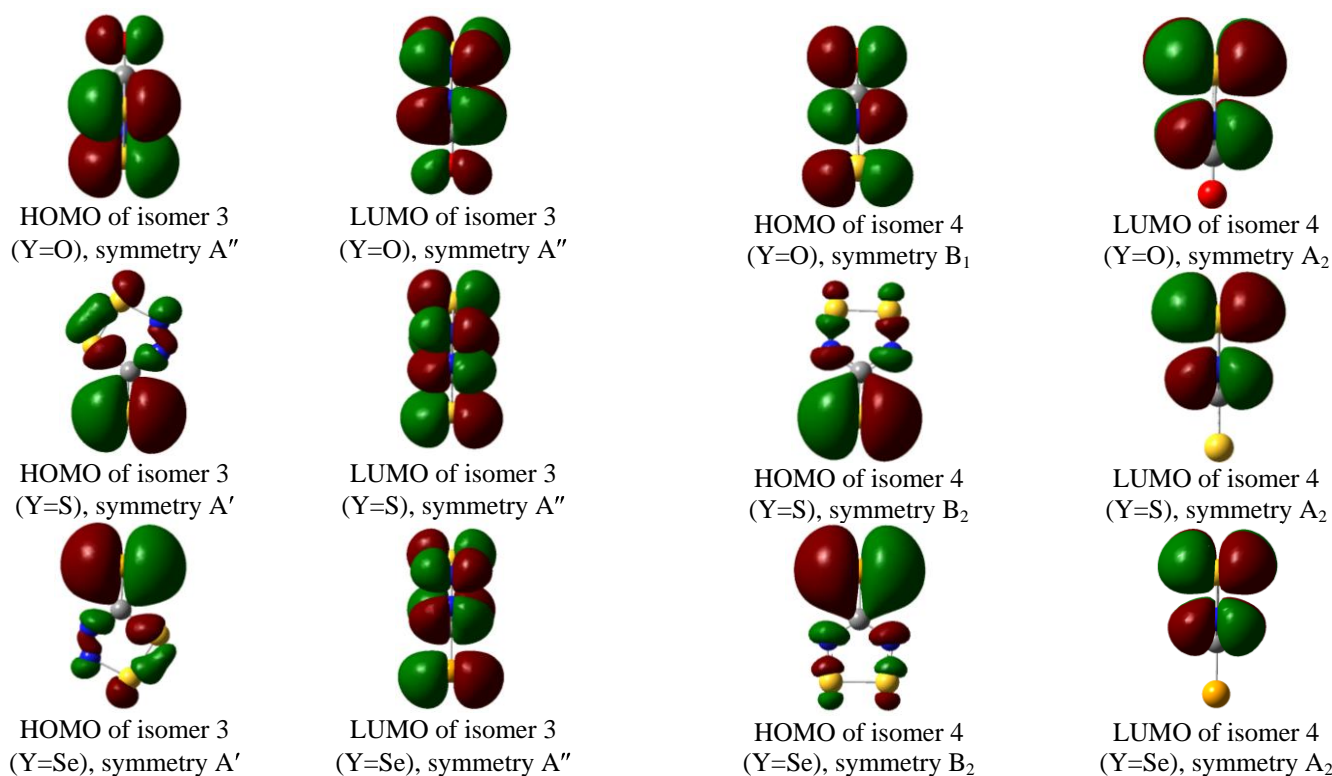 HOMO of isomer 3
(Y=O), symmetry A″
LUMO of isomer 3
(Y=O), symmetry A″
HOMO of isomer 4
(Y=O), symmetry B₁
LUMO of isomer 4
(Y=O), symmetry A₂
HOMO of isomer 3
(Y=S), symmetry A′
LUMO of isomer 3
(Y=S), symmetry A″
HOMO of isomer 4
(Y=S), symmetry B₂
LUMO of isomer 4
(Y=S), symmetry A₂
HOMO of isomer 3
(Y=Se), symmetry A′
LUMO of isomer 3
(Y=Se), symmetry A″
HOMO of isomer 4
(Y=Se), symmetry B₂
LUMO of isomer 4
(Y=Se), symmetry A₂